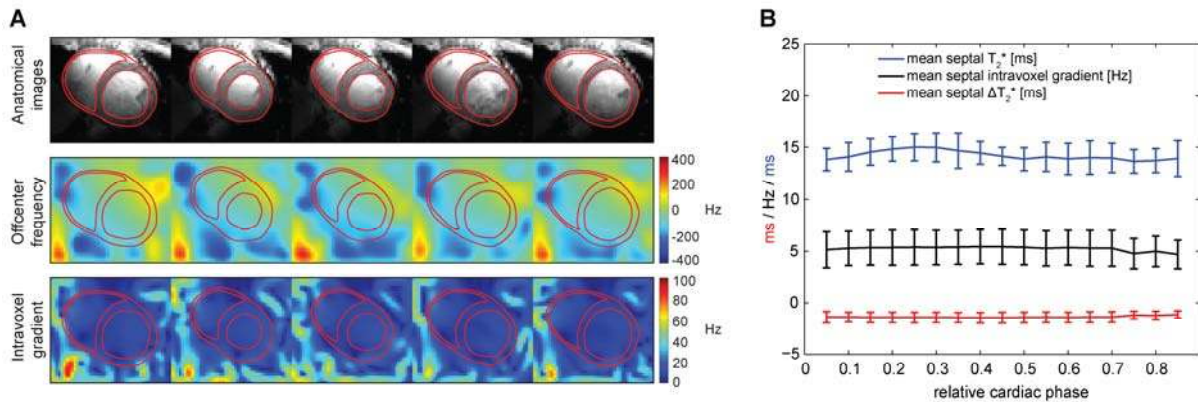 A
Anatomical
images
Offcenter
frequency
400
200
0
-200
-400
Hz
Intravoxel
gradient
100
80
60
40
20
0
Hz
B
mean septal T2* [ms]
mean septal intravoxel gradient [Hz]
mean septal ΔT2* [ms]
ms / Hz / ms
25
20
15
10
5
0
−5
0
0.1
0.2
0.3
0.4
0.5
0.6
0.7
0.8
relative cardiac phase